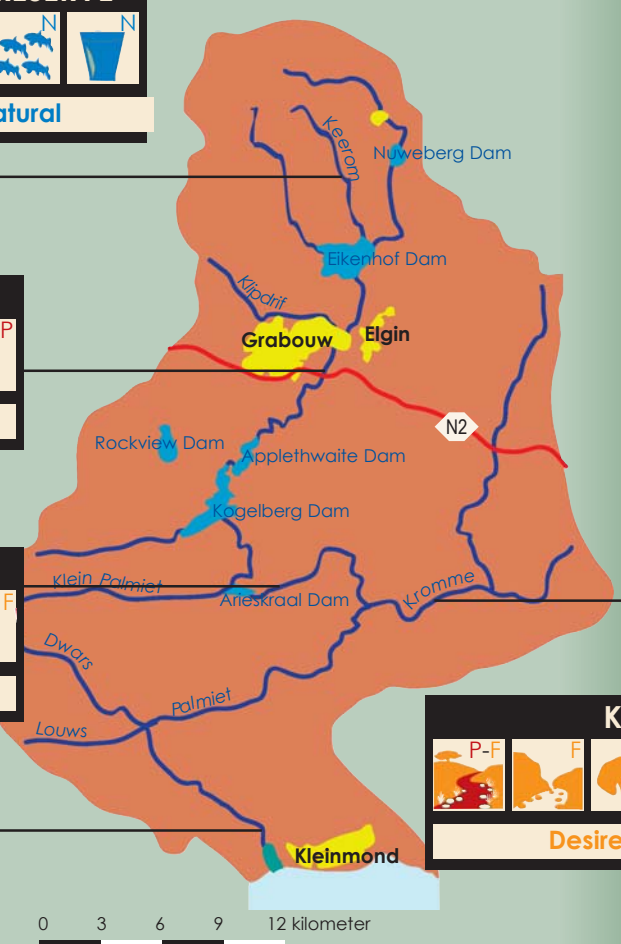 N
N
Keerom
Nuweberg Dam
Eikenhof Dam
Klipdrif
P
Grabouw
Elgin
N2
Rockview Dam
Applethwaite Dam
Kogelberg Dam
Klein Palmiet
F
Arieskraal Dam
Kromme
Dwars
Palmiet
Louws
K
P-F
F
Desire
Kleinmond
0 3 6 9 12 kilometer